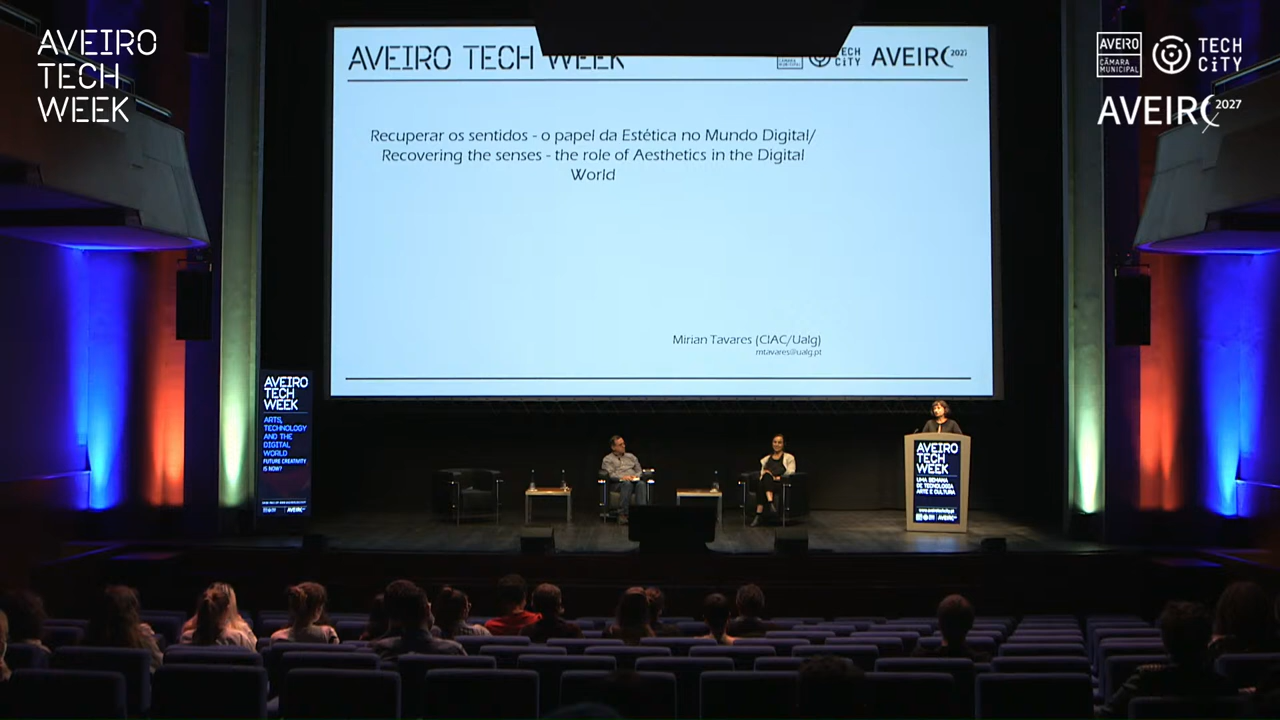 AVEIRO
TECH
WEEK
AVEIRO TECH WEEK
TECH
CiTY
AVEIRO
2027
Recuperar os sentidos - o papel da Estética no Mundo Digital/
Recovering the senses - the role of Aesthetics in the Digital
World
Mirian Tavares (CIAC/Ualg)
mtavares@ualg.pt
AVEIRO
CÂMARA
MUNICIPAL
TECH
CiTY
AVEIRO
2027
AVEIRO
TECH
WEEK
ARTS,
TECHNOLOGY
AND THE
DIGITAL
WORLD
FUTURE CREATIVITY
IS NOW?
AVEIRO
TECH
WEEK
UMA SEMANA
DE TECNOLOGIA
ARTE E CULTURA
www.aveirotechcity.pt